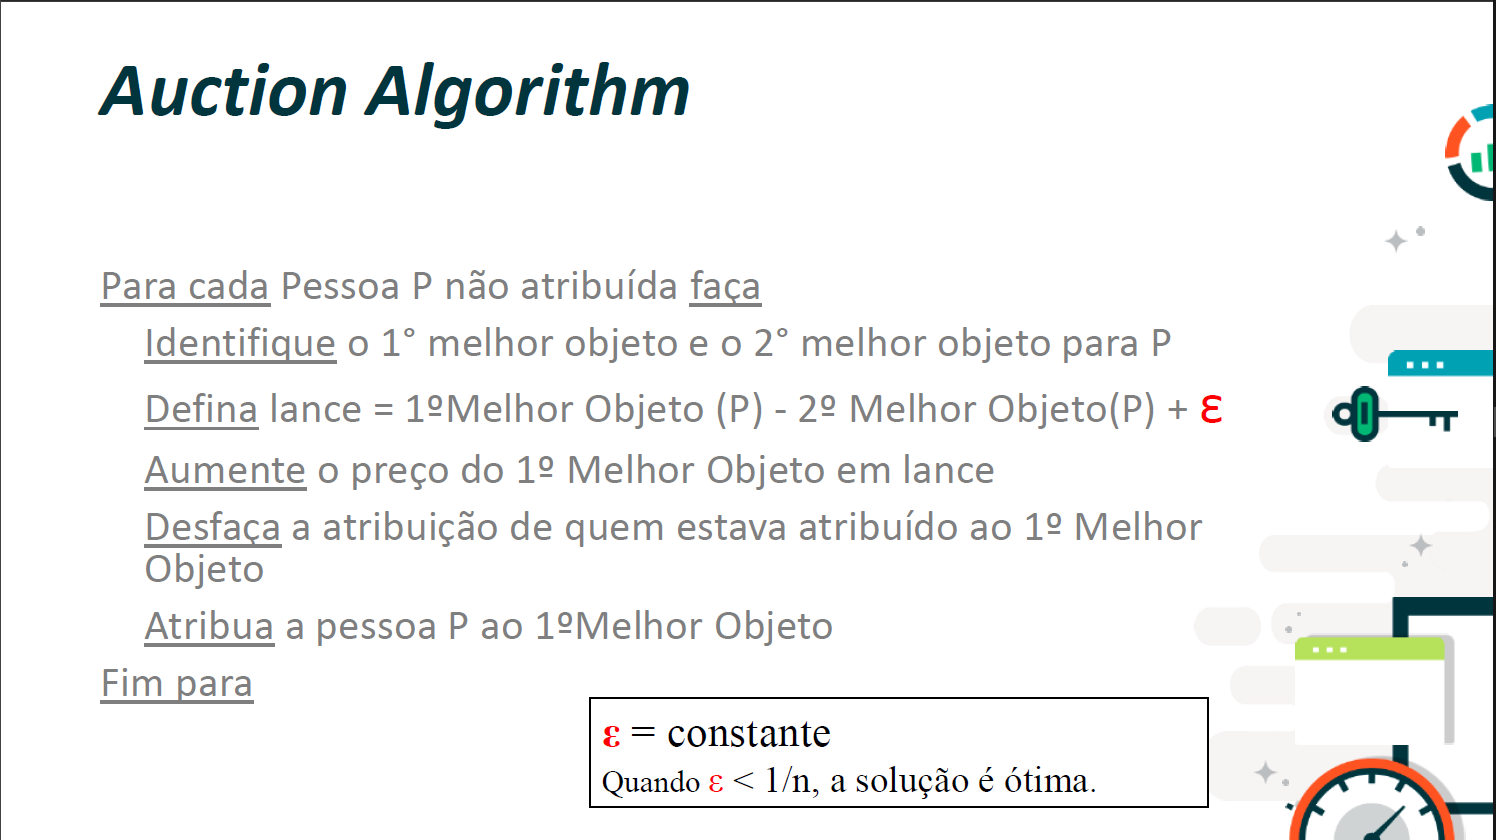 Auction Algorithm
Para cada Pessoa P não atribuída faça
Identifique o 1° melhor objeto e o 2° melhor objeto para P
Defina lance = 1ºMelhor Objeto (P) - 2º Melhor Objeto(P) + ε
Aumente o preço do 1º Melhor Objeto em lance
Desfaça a atribuição de quem estava atribuído ao 1º Melhor
Objeto
Atribua a pessoa P ao 1ºMelhor Objeto
Fim para
ε = constante
Quando ε < 1/n, a solução é ótima.